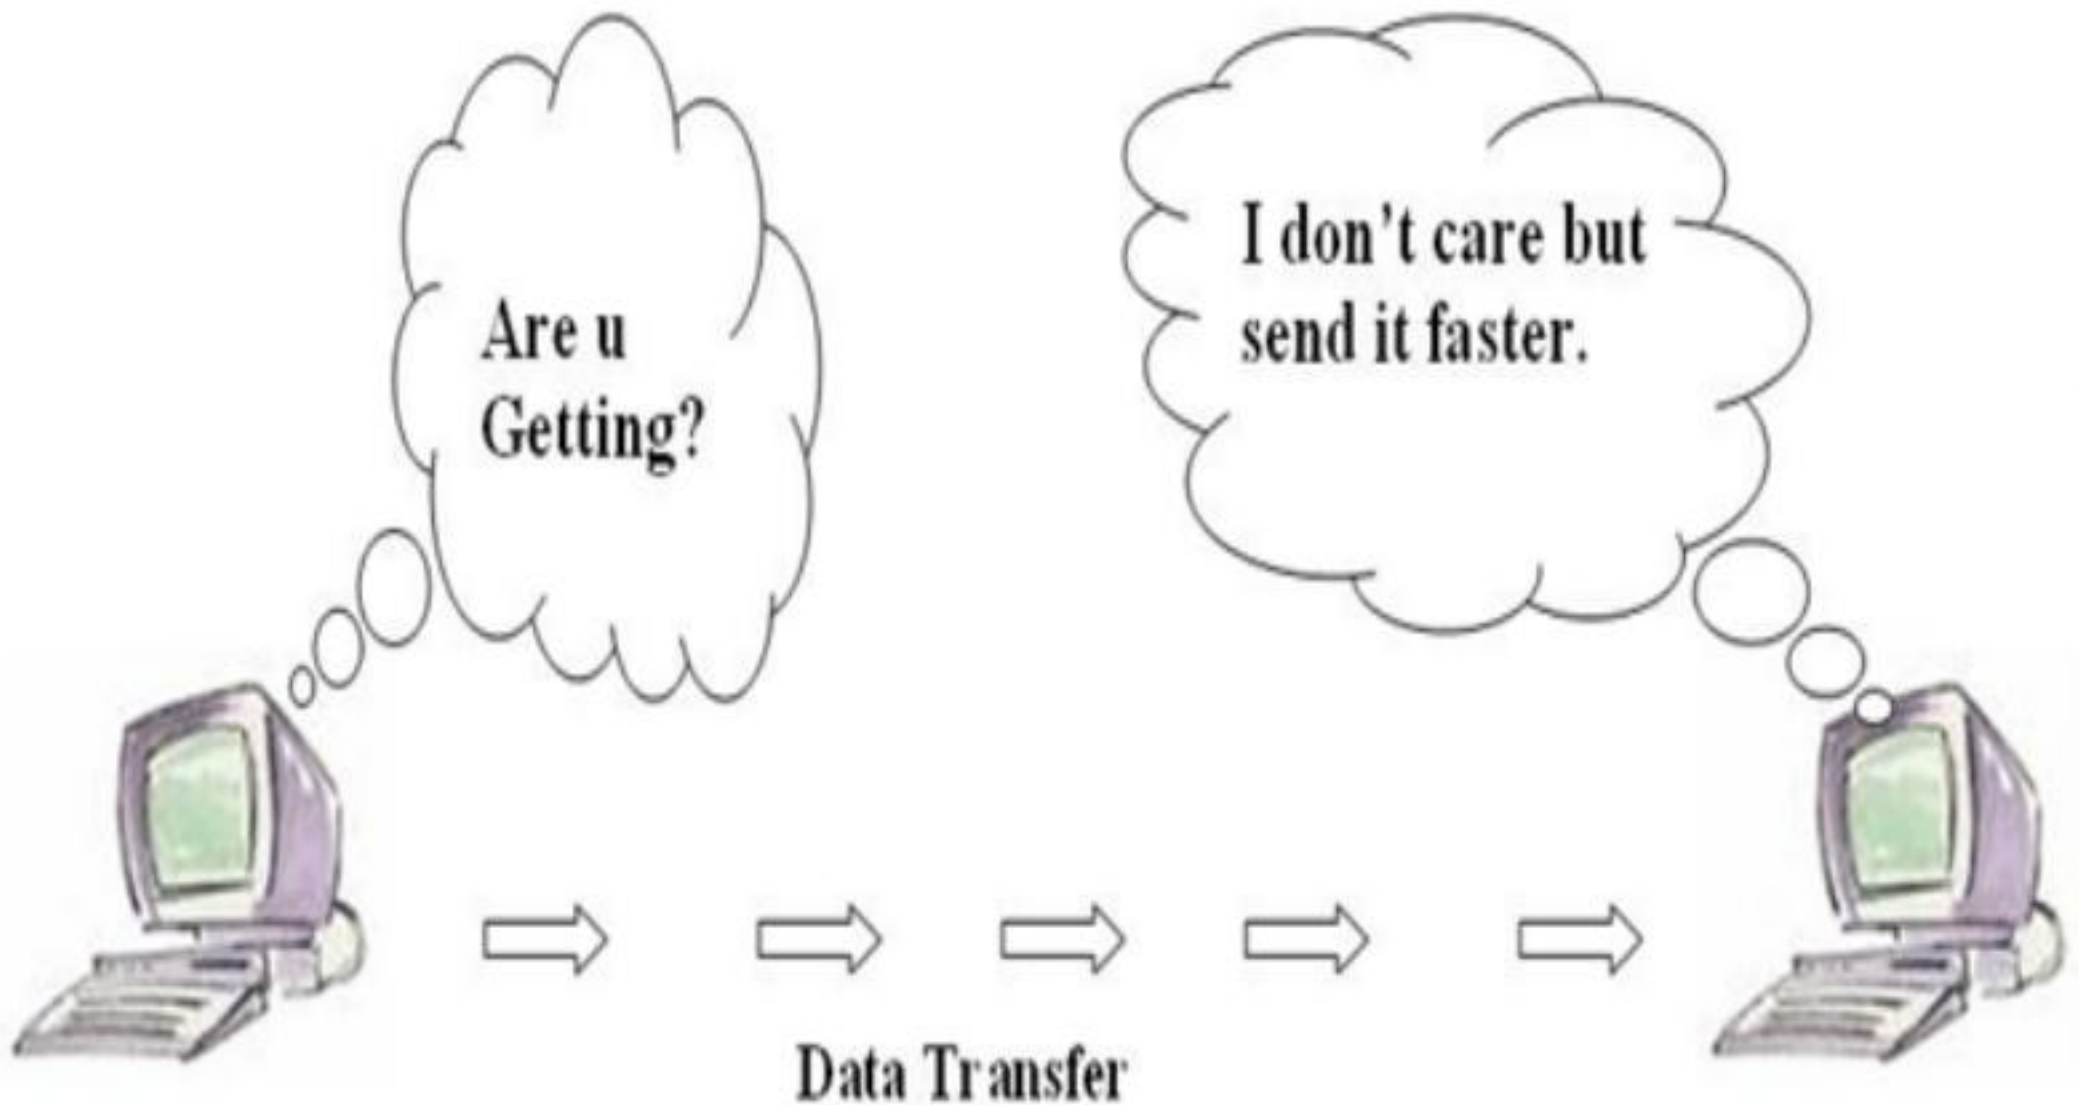 Are u
Getting?
I don't care but
send it faster.
Data Transfer